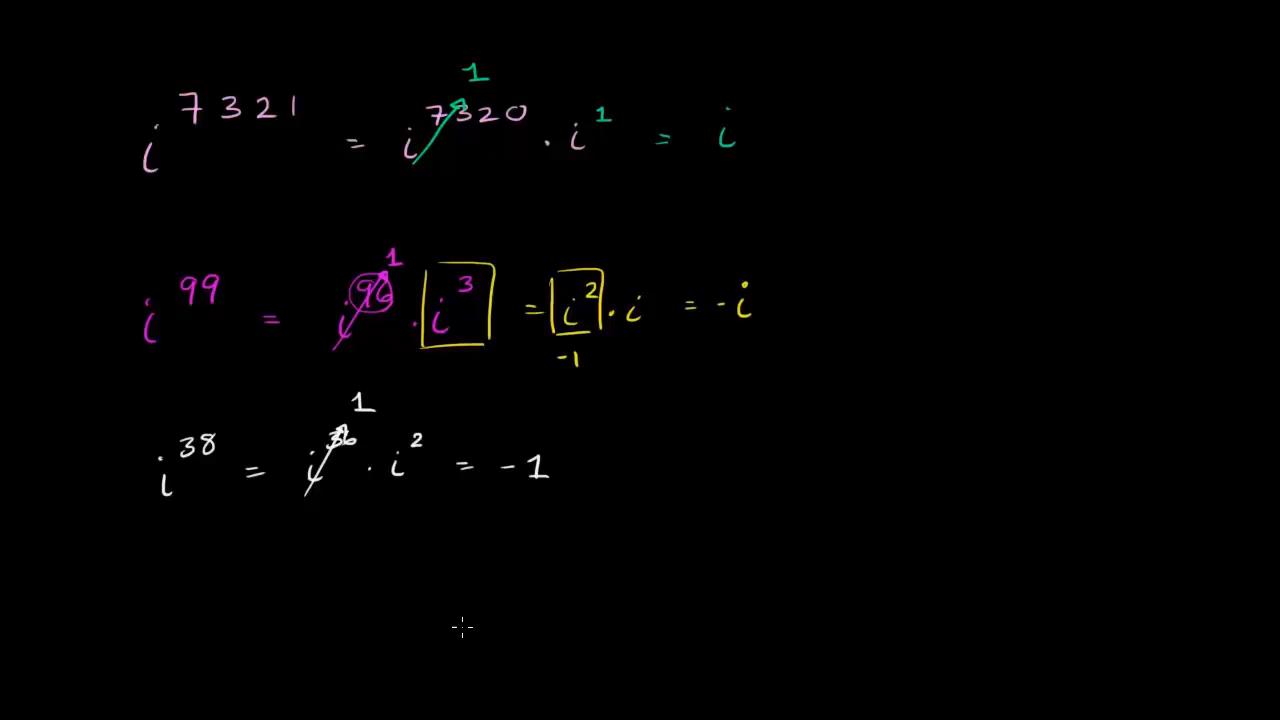 i^7321 = i^7320 · i^1 = i
1
i^99 = i^96 · i^3 = i^2 · i = -i
1
-1
i^38 = i^36 · i^2 = -1
1